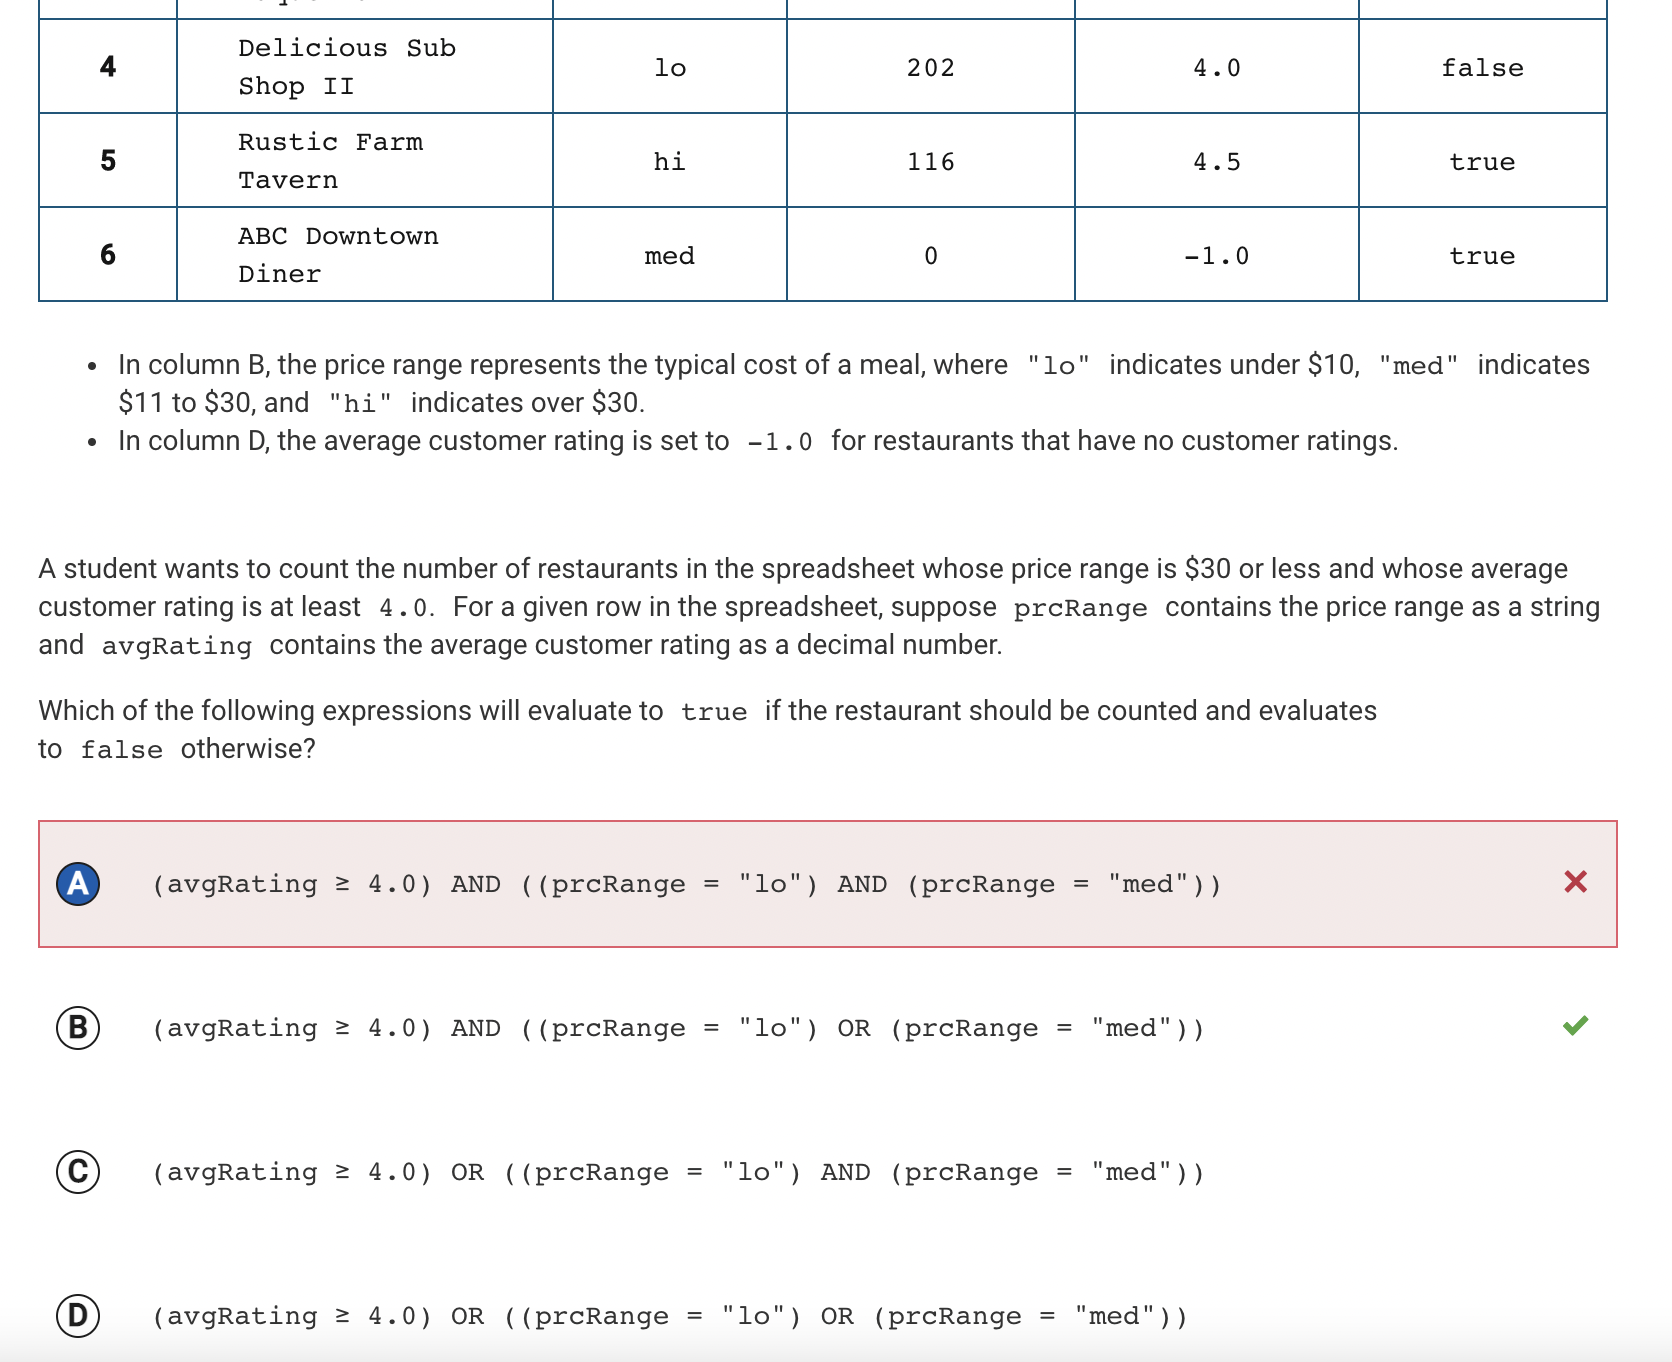 4 Delicious Sub Shop II lo 202 4.0 false
5 Rustic Farm Tavern hi 116 4.5 true
6 ABC Downtown Diner med 0 -1.0 true
• In column B, the price range represents the typical cost of a meal, where "lo" indicates under $10, "med" indicates
$11 to $30, and "hi" indicates over $30.
• In column D, the average customer rating is set to -1.0 for restaurants that have no customer ratings.
A student wants to count the number of restaurants in the spreadsheet whose price range is $30 or less and whose average
customer rating is at least 4.0. For a given row in the spreadsheet, suppose prcRange contains the price range as a string
and avgRating contains the average customer rating as a decimal number.
Which of the following expressions will evaluate to true if the restaurant should be counted and evaluates
to false otherwise?
A (avgRating ≥ 4.0) AND ((prcRange = "lo") AND (prcRange = "med"))
B (avgRating ≥ 4.0) AND ((prcRange = "lo") OR (prcRange = "med"))
C (avgRating ≥ 4.0) OR ((prcRange = "lo") AND (prcRange = "med"))
D (avgRating ≥ 4.0) OR ((prcRange = "lo") OR (prcRange = "med"))